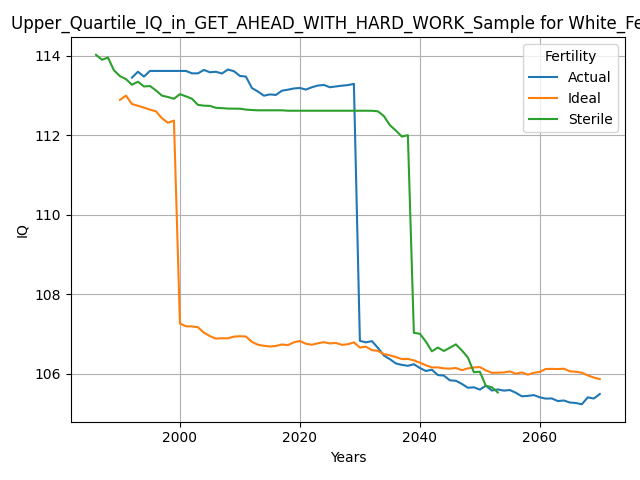 Upper_Quartile_IQ_in_GET_AHEAD_WITH_HARD_WORK_Sample for White_Fe
Fertility
Actual
Ideal
Sterile
IQ
114
112
110
108
106
2000
2020
2040
2060
Years